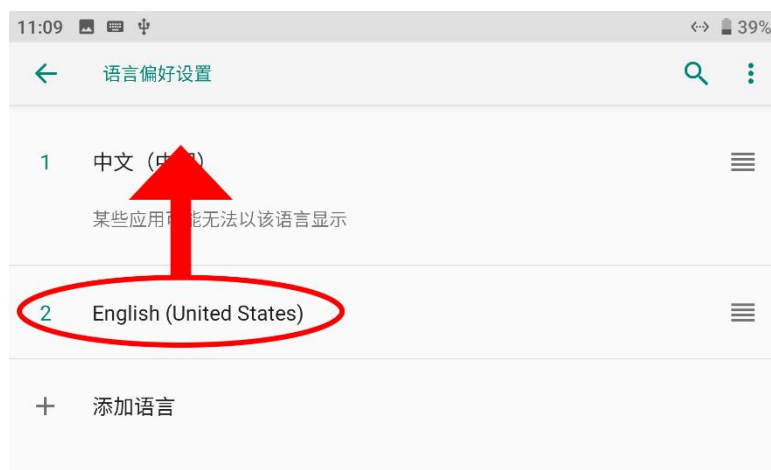 11:09 39%
语言偏好设置
1 中文（
某些应用 能无法以该语言显示
2 English (United States)
添加语言